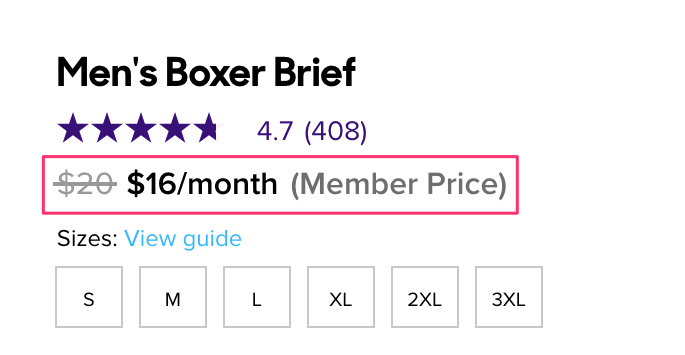 Men's Boxer Brief
4.7 (408)
$20 $16/month (Member Price)
Sizes: View guide
S M L XL 2XL 3XL